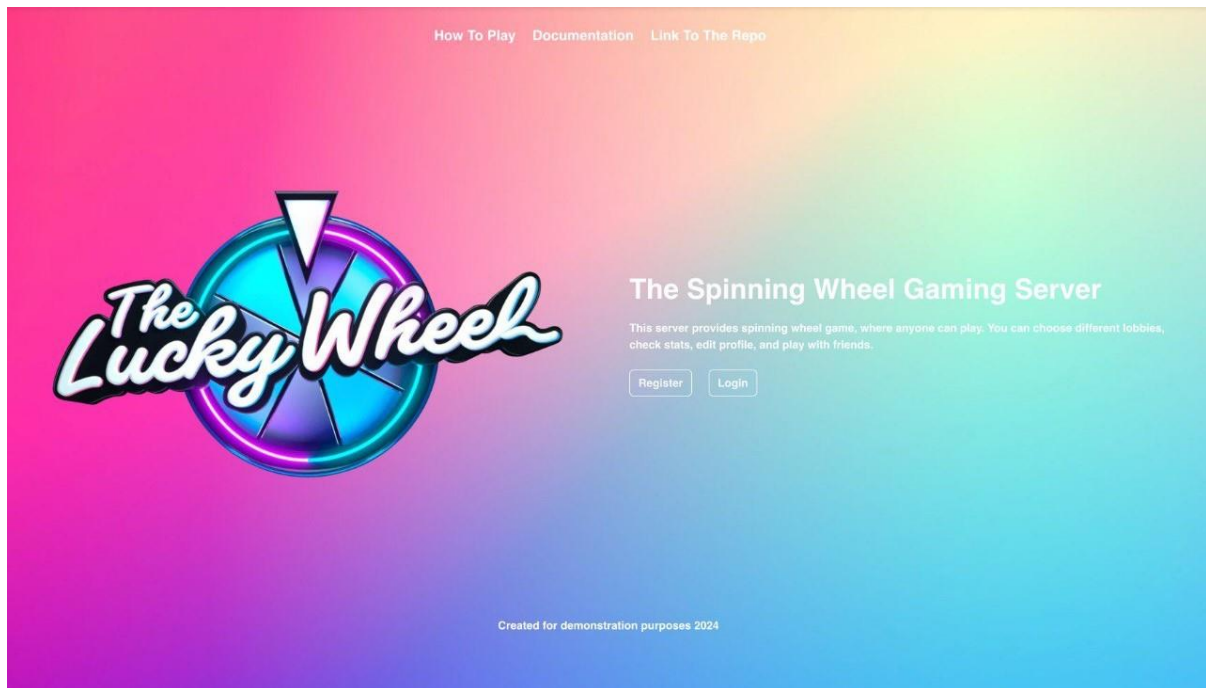 How To Play Documentation Link To The Repo
The
Lucky Wheel
The Spinning Wheel Gaming Server
This server provides spinning wheel game, where anyone can play. You can choose different lobbies,
check stats, edit profile, and play with friends.
Register Login
Created for demonstration purposes 2024